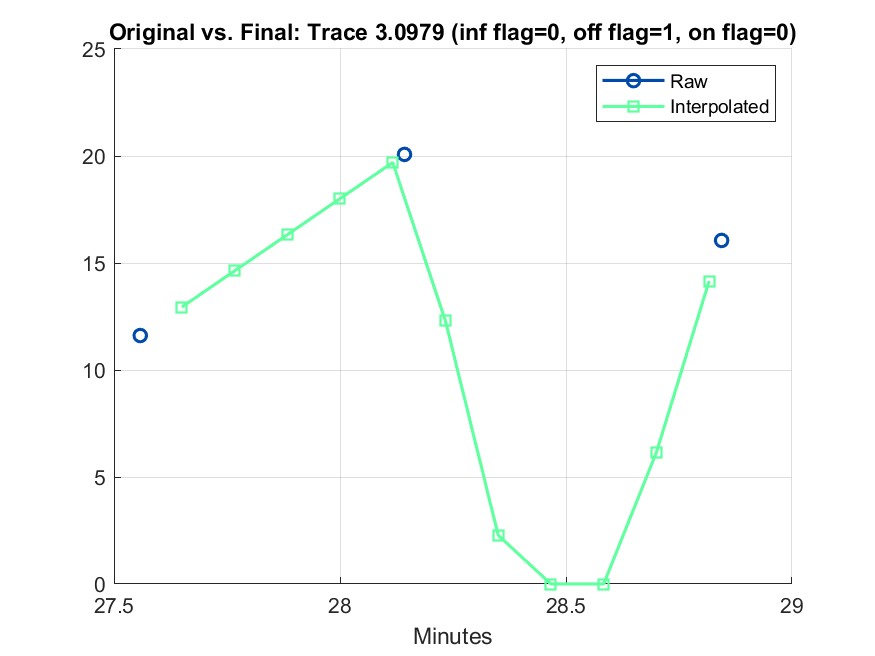 Original vs. Final: Trace 3.0979 (inf flag=0, off flag=1, on flag=0)
25
Raw
Interpolated
20
15
10
5
0
27.5
28
28.5
29
Minutes